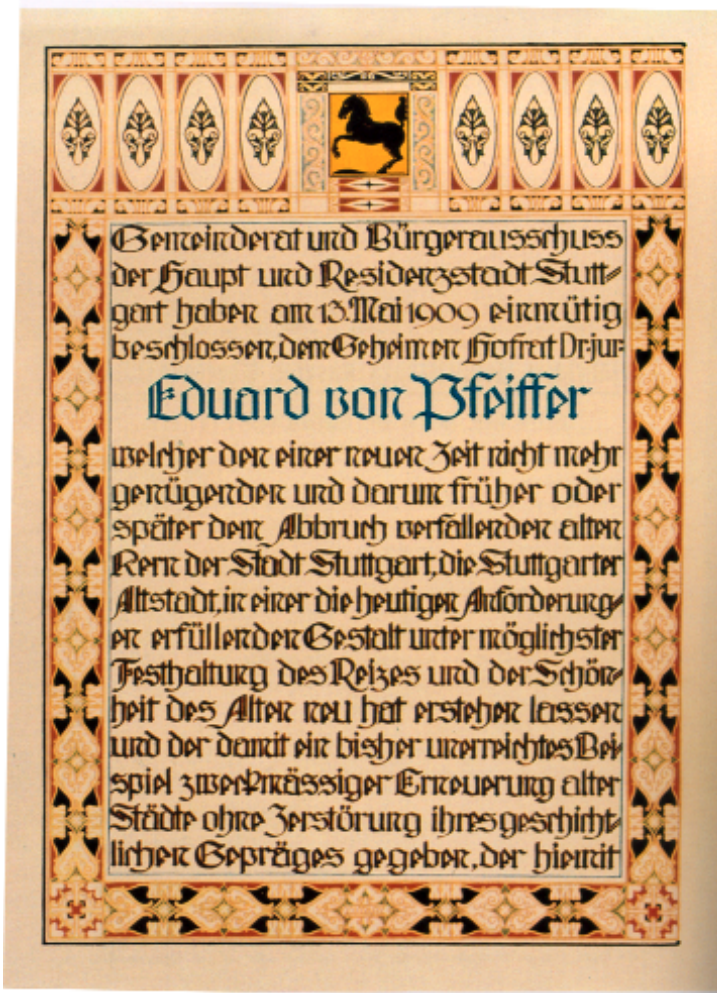 Gemeinderat und Bürgerausschuss
der Haupt und Residenzstadt Stutt-
gart haben am 13. Mai 1909 einmütig
beschlossen, dem Geheimen Hofrat Dr. jur.
Eduard von Pfeiffer
welcher den einer neuen Zeit nicht mehr
genügenden und darum früher oder
später dem Abbruch verfallenden alten
Kern der Stadt Stuttgart, die Stuttgarter
Altstadt, in einer die heutigen Anforderung-
en erfüllenden Gestalt unter möglichster
Festhaltung des Reizes und der Schön-
heit des Alten neu hat erstehen lassen
und der damit ein bisher unerreichtes Bei-
spiel zweckmässiger Erneuerung alter
Städte ohne Zerstörung ihres geschicht-
lichen Gepräges gegeben, der hiemit